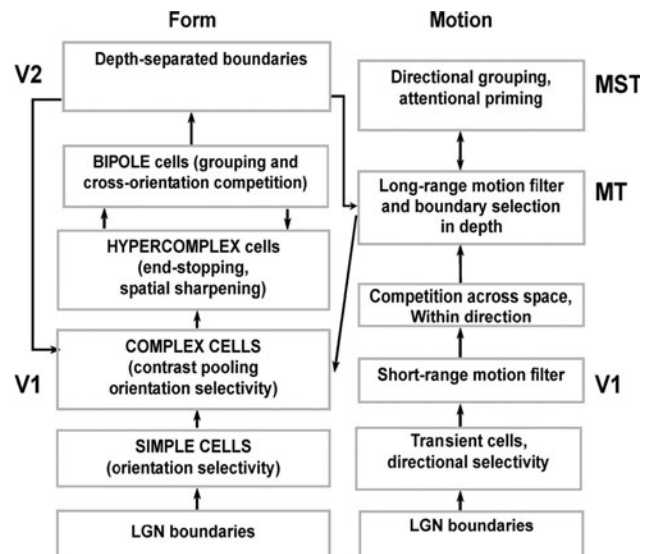 Form
Motion
V2
Depth-separated boundaries
BIPOLE cells (grouping and
cross-orientation competition)
HYPERCOMPLEX cells
(end-stopping,
spatial sharpening)
V1
COMPLEX CELLS
(contrast pooling
orientation selectivity)
SIMPLE CELLS
(orientation selectivity)
LGN boundaries
Directional grouping,
attentional priming
MST
Long-range motion filter
and boundary selection
in depth
MT
Competition across space,
Within direction
Short-range motion filter
V1
Transient cells,
directional selectivity
LGN boundaries